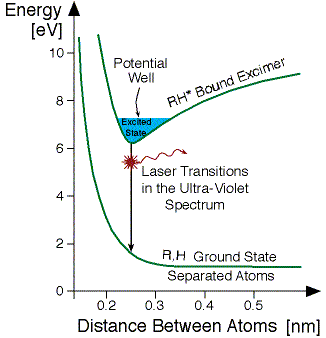 Energy
[eV]
10
8
6
4
2
0
Potential
Well
RH* Bound Excimer
Excited
State
Laser Transitions
in the Ultra-Violet
Spectrum
R,H Ground State
Separated Atoms
0.2 0.3 0.4 0.5
Distance Between Atoms [nm]